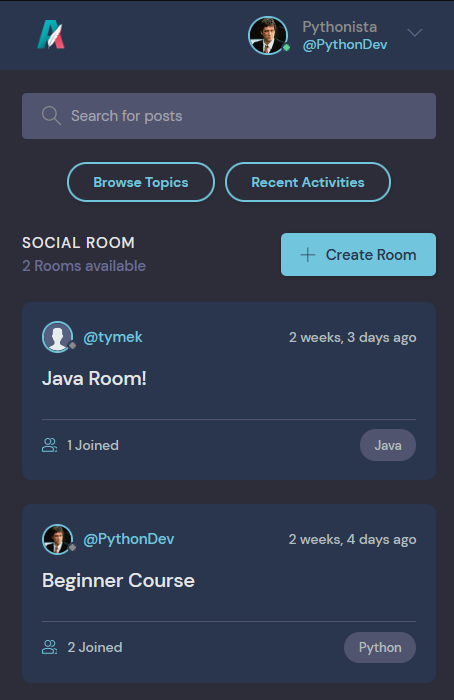 Pythonista
@PythonDev
Search for posts
Browse Topics
Recent Activities
SOCIAL ROOM
2 Rooms available
Create Room
@tymek
2 weeks, 3 days ago
Java Room!
1 Joined
Java
@PythonDev
2 weeks, 4 days ago
Beginner Course
2 Joined
Python